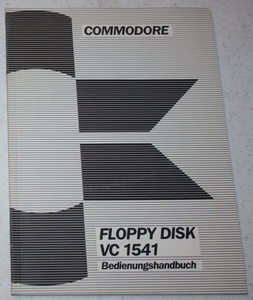 COMMODORE
FLOPPY DISK
VC 1541
Bedienungshandbuch